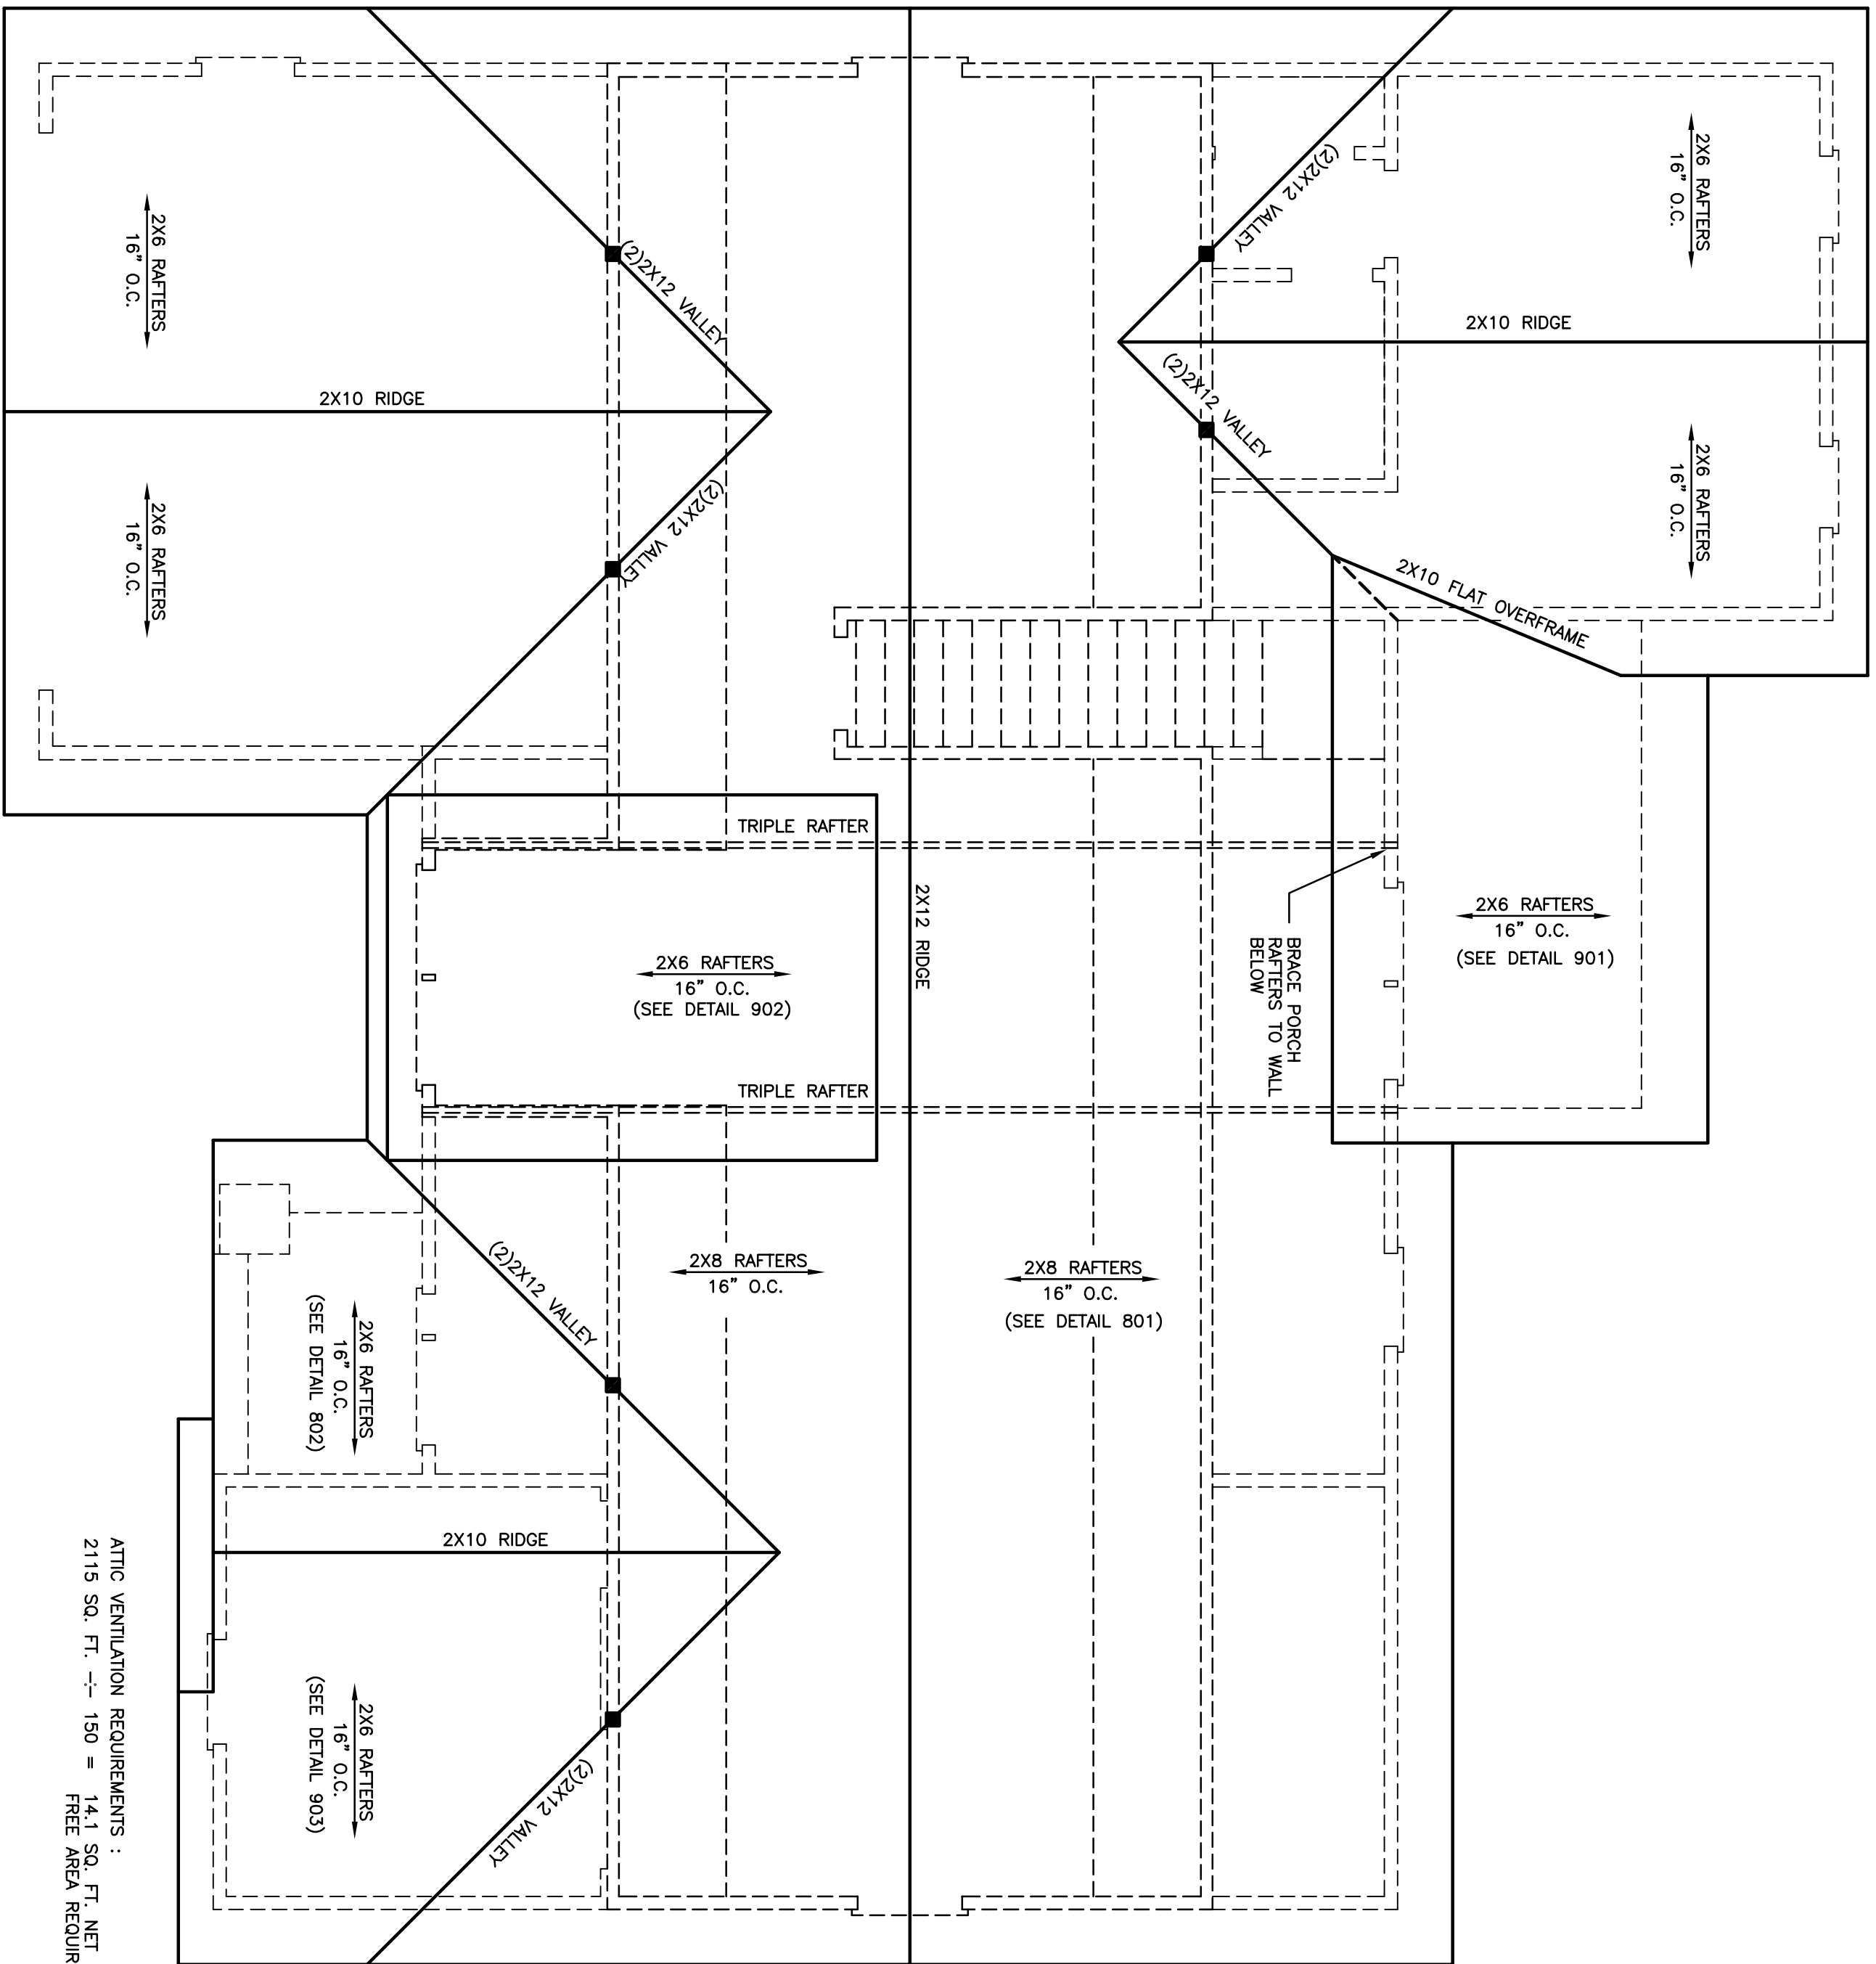 2X6 RAFTERS
16" O.C.
2X6 RAFTERS
16" O.C.
2X10 RIDGE
(2)2X12 VALLEY
(2)2X12 VALLEY
2X6 RAFTERS
16" O.C.
2X10 RIDGE
(2)2X12 VALLEY
(2)2X12 VALLEY
2X6 RAFTERS
16" O.C.
2X6 RAFTERS
16" O.C.
2X10 FLAT OVERFRAME
TRIPLE RAFTER
2X12 RIDGE
2X6 RAFTERS
16" O.C.
(SEE DETAIL 901)
BRACE PORCH
RAFTERS TO WALL
BELOW
2X6 RAFTERS
16" O.C.
(SEE DETAIL 902)
TRIPLE RAFTER
(2)2X12 VALLEY
2X8 RAFTERS
16" O.C.
2X8 RAFTERS
16" O.C.
(SEE DETAIL 801)
2X6 RAFTERS
16" O.C.
(SEE DETAIL 802)
2X10 RIDGE
2X6 RAFTERS
16" O.C.
(SEE DETAIL 903)
(2)2X12 VALLEY
ATTIC VENTILATION REQUIREMENTS :
2115 SQ. FT. ÷ 150 = 14.1 SQ. FT. NET
FREE AREA REQUIR